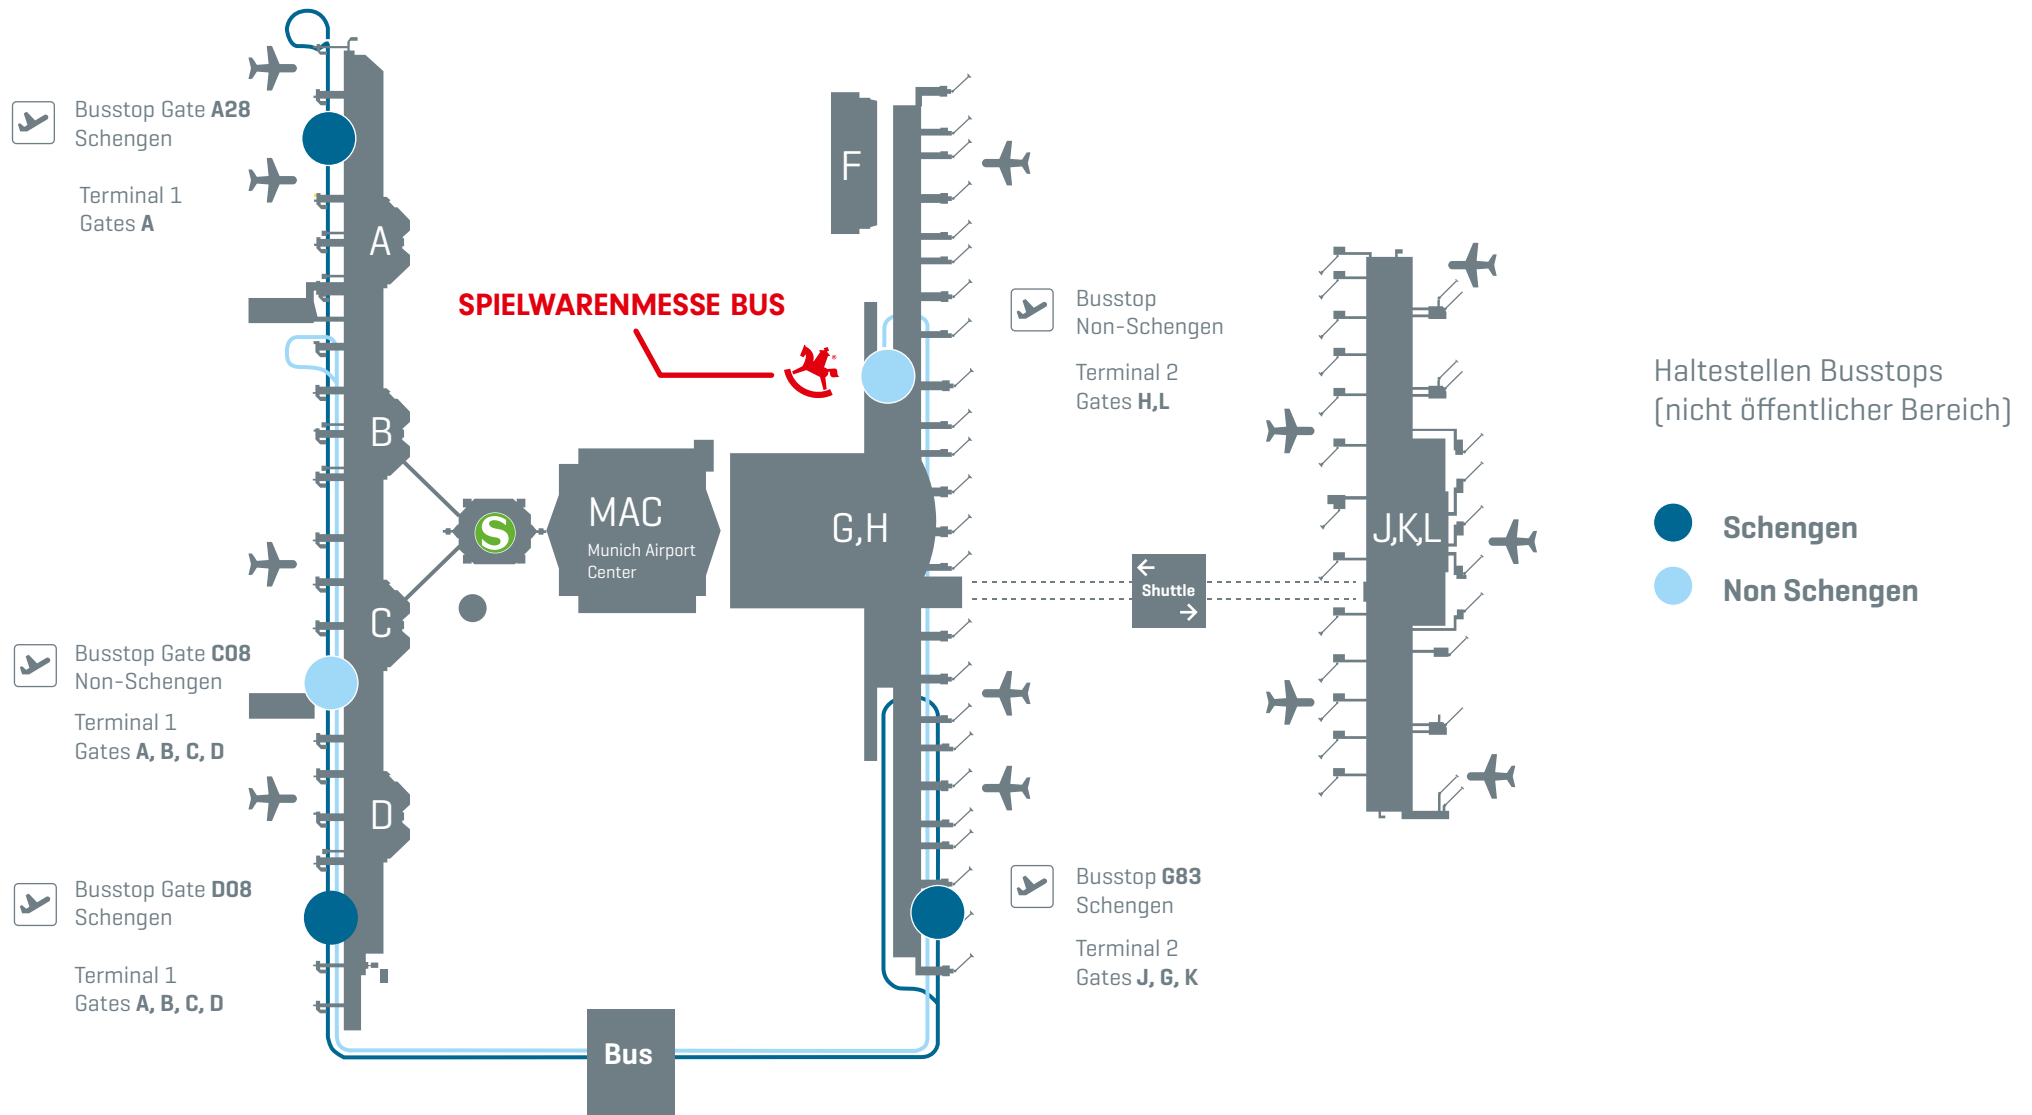 Busstop Gate A28
Schengen
Terminal 1
Gates A
A
B
C
D
F
SPIELWARENMESSE BUS
®
S
MAC
Munich Airport
Center
G,H
Busstop
Non-Schengen
Terminal 2
Gates H,L
Shuttle
J,K,L
Haltestellen Busstops
(nicht öffentlicher Bereich)
Schengen
Non Schengen
Busstop Gate C08
Non-Schengen
Terminal 1
Gates A, B, C, D
Busstop Gate D08
Schengen
Terminal 1
Gates A, B, C, D
Busstop G83
Schengen
Terminal 2
Gates J, G, K
Bus